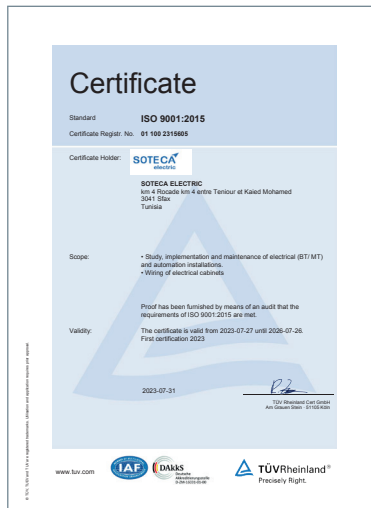 Certificate
Standard ISO 9001:2015
Certificate Registr. No. 01 100 2315605
Certificate Holder: SOTECA
electric
SOTECA ELECTRIC
km 4 Rocade km 4 entre Teniour et Kaied Mohamed
3041 Sfax
Tunisia
Scope: • Study, implementation and maintenance of electrical (BT/ MT)
and automation installations.
• Wiring of electrical cabinets
Proof has been furnished by means of an audit that the
requirements of ISO 9001:2015 are met.
Validity: The certificate is valid from 2023-07-27 until 2026-07-26.
First certification 2023
2023-07-31
TÜV Rheinland Cert GmbH
Am Grauen Stein · 51105 Köln
www.tuv.com
IAF
DAkkS
Deutsche
Akkreditierungsstelle
TÜVRheinland®
Precisely Right.